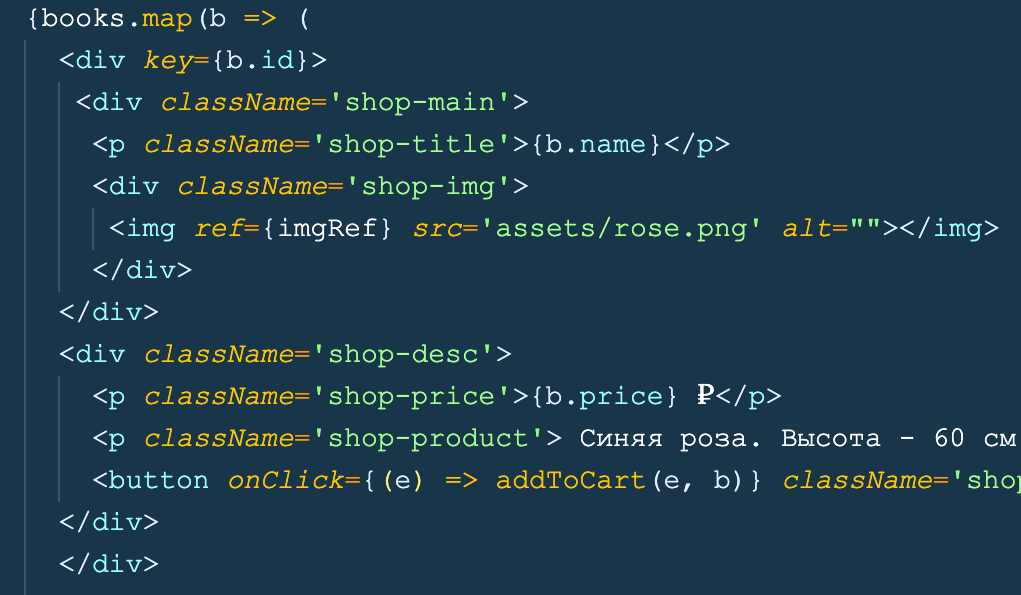 {books.map(b => (
<div key={b.id}>
<div className='shop-main'>
<p className='shop-title'>{b.name}</p>
<div className='shop-img'>
<img ref={imgRef} src='assets/rose.png' alt=""></img>
</div>
</div>
<div className='shop-desc'>
<p className='shop-price'>{b.price} ₽</p>
<p className='shop-product'> Синяя роза. Высота - 60 см
<button onClick={(e) => addToCart(e, b)} className='shop
</div>
</div>